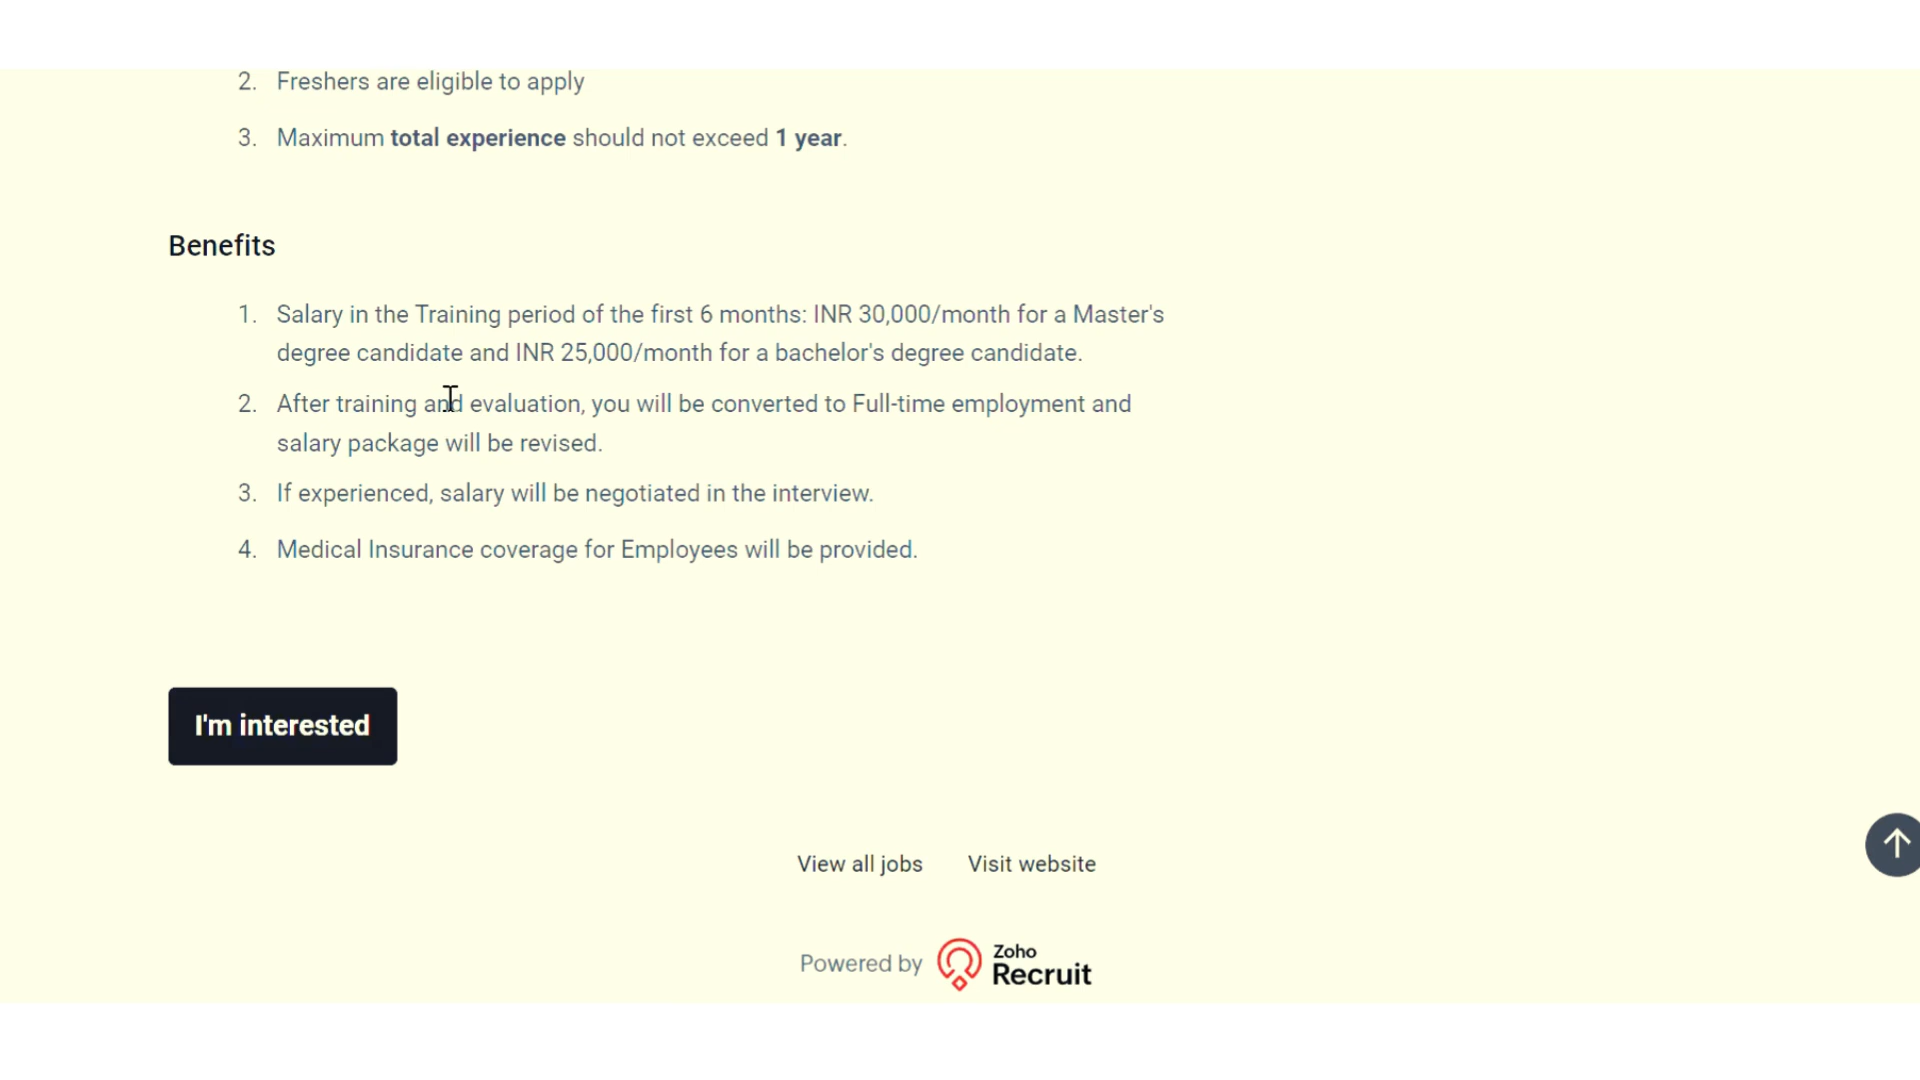 2. Freshers are eligible to apply
3. Maximum total experience should not exceed 1 year.
Benefits
1. Salary in the Training period of the first 6 months: INR 30,000/month for a Master's
degree candidate and INR 25,000/month for a bachelor's degree candidate.
2. After training and evaluation, you will be converted to Full-time employment and
salary package will be revised.
3. If experienced, salary will be negotiated in the interview.
4. Medical Insurance coverage for Employees will be provided.
I'm interested
View all jobs Visit website
Powered by Zoho Recruit